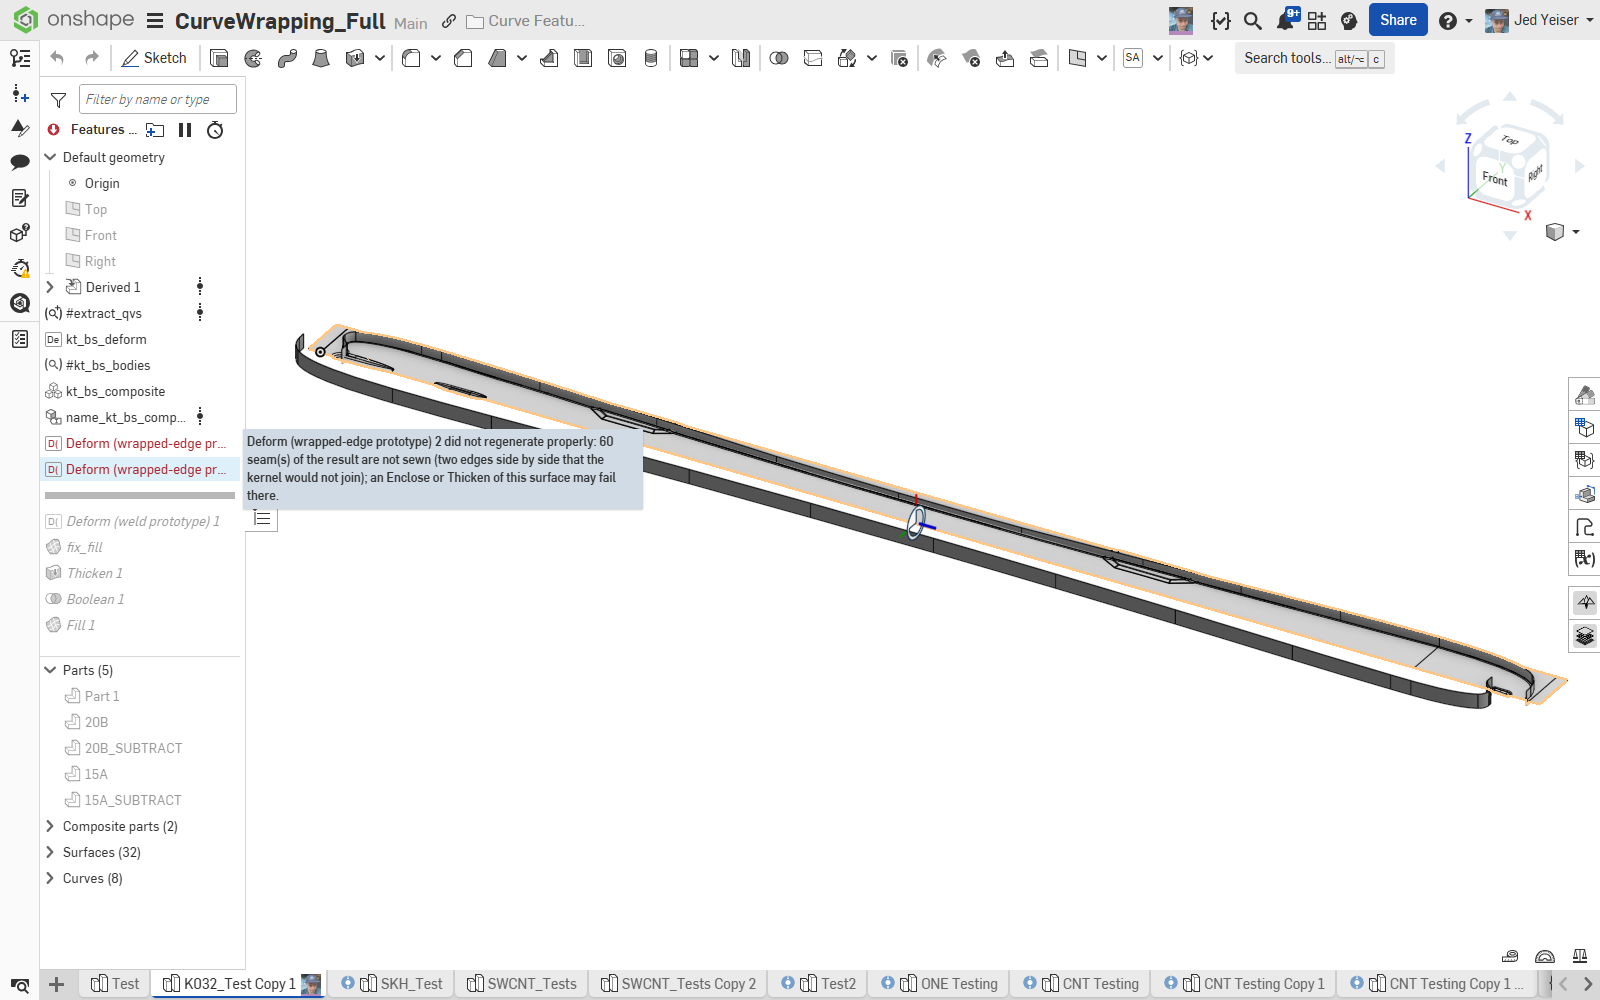 onshape
CurveWrapping_Full Main
Curve Featu...
9+
Share
Jed Yeiser
Sketch
SA
Search tools... alt/⌥ c
Filter by name or type
Features ...
Default geometry
Origin
Top
Front
Right
Derived 1
#extract_qvs
De kt_bs_deform
#kt_bs_bodies
kt_bs_composite
name_kt_bs_comp...
D( Deform (wrapped-edge pr...
D( Deform (wrapped-edge pr...
Deform (wrapped-edge prototype) 2 did not regenerate properly: 60
seam(s) of the result are not sewn (two edges side by side that the
kernel would not join); an Enclose or Thicken of this surface may fail
there.
D( Deform (weld prototype) 1
fix_fill
Thicken 1
Boolean 1
Fill 1
Parts (5)
Part 1
20B
20B_SUBTRACT
15A
15A_SUBTRACT
Composite parts (2)
Surfaces (32)
Curves (8)
Z
Top
Y
Front
Right
X
Test
K032_Test Copy 1
SKH_Test
SWCNT_Tests
SWCNT_Tests Copy 2
Test2
ONE Testing
CNT Testing
CNT Testing Copy 1
CNT Testing Copy 1 ...